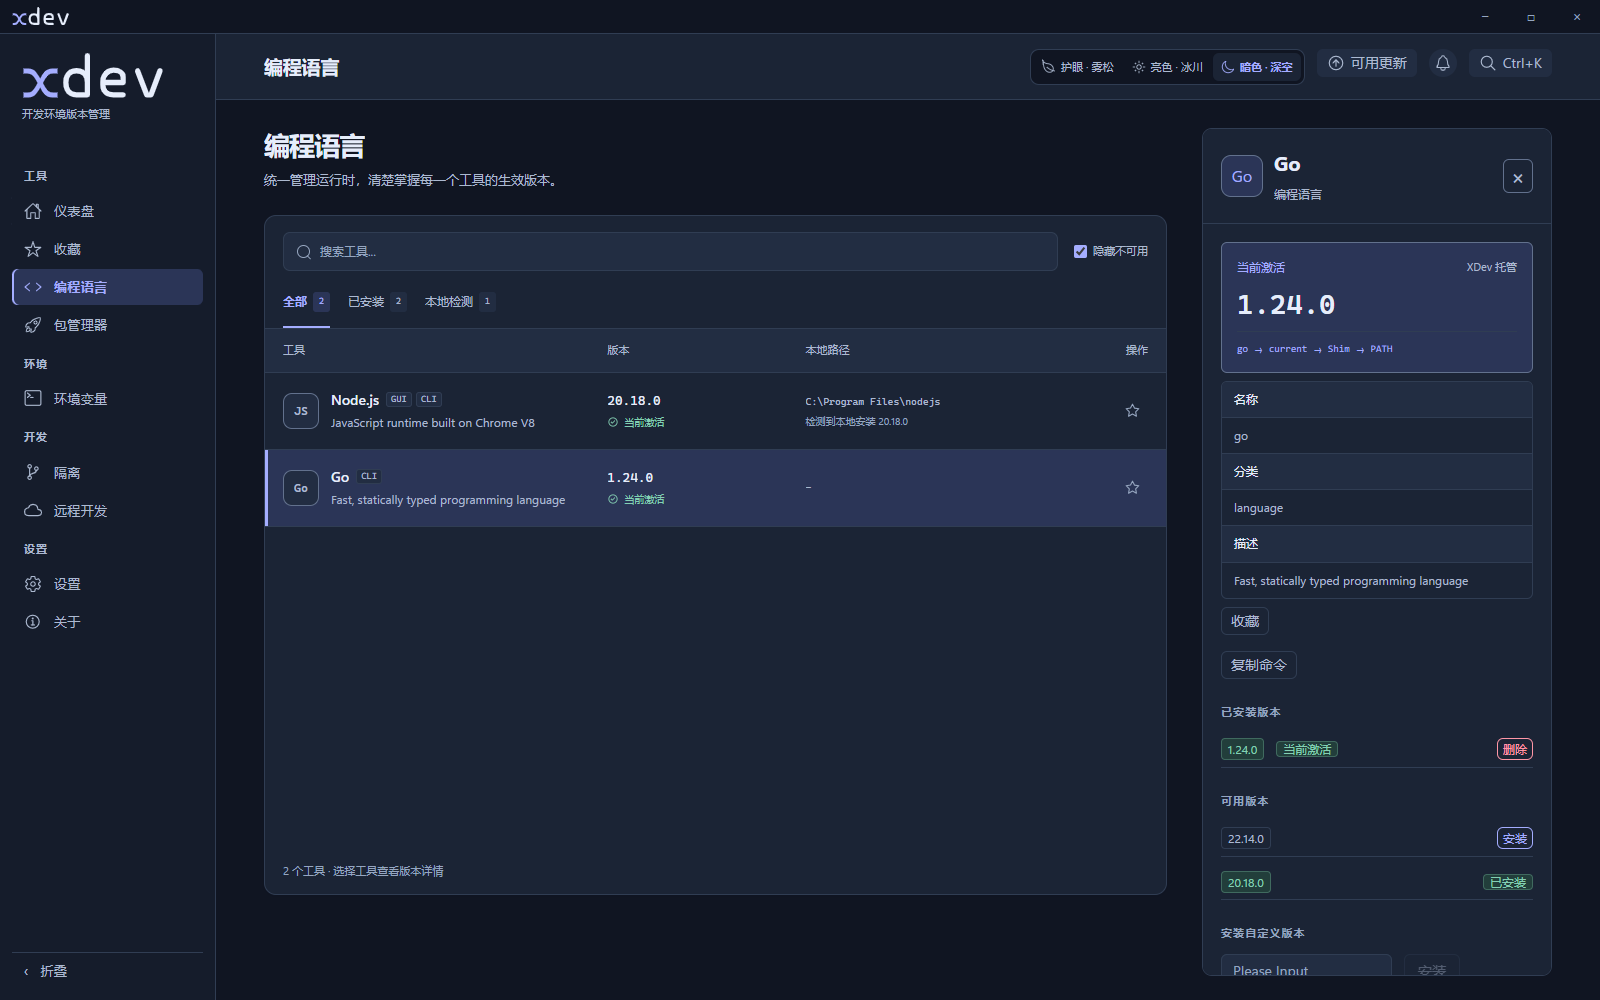 xdev
xdev
开发环境版本管理
工具
仪表盘
收藏
编程语言
包管理器
环境
环境变量
开发
隔离
远程开发
设置
设置
关于
折叠
编程语言
护眼 · 雾松
亮色 · 冰川
暗色 · 深空
可用更新
Ctrl+K
编程语言
统一管理运行时，清楚掌握每一个工具的生效版本。
搜索工具...
隐藏不可用
全部 2
已安装 2
本地检测 1
工具 版本 本地路径 操作
JS
Node.js GUI CLI
JavaScript runtime built on Chrome V8
20.18.0
当前激活
C:\Program Files\nodejs
检测到本地安装 20.18.0
Go
Go CLI
Fast, statically typed programming language
1.24.0
当前激活
–
2 个工具 · 选择工具查看版本详情
Go
Go
编程语言
当前激活 XDev 托管
1.24.0
go → current → Shim → PATH
名称
go
分类
language
描述
Fast, statically typed programming language
收藏
复制命令
已安装版本
1.24.0 当前激活 删除
可用版本
22.14.0 安装
20.18.0 已安装
安装自定义版本
Please Input 安装